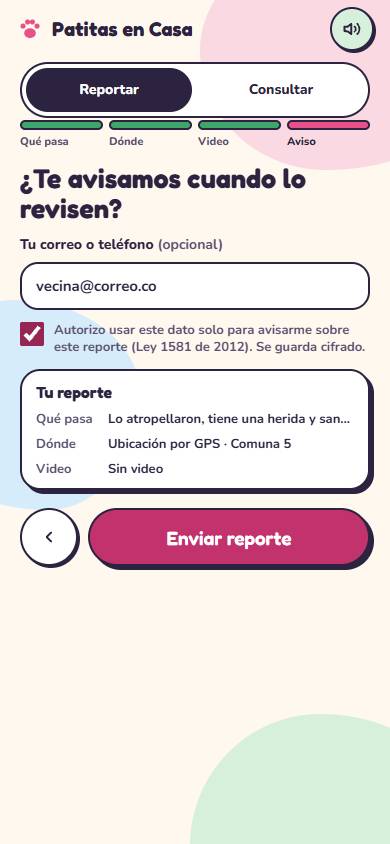 Patitas en Casa
Reportar
Consultar
Qué pasa
Dónde
Video
Aviso
¿Te avisamos cuando lo
revisen?
Tu correo o teléfono (opcional)
vecina@correo.co
Autorizo usar este dato solo para avisarme sobre
este reporte (Ley 1581 de 2012). Se guarda cifrado.
Tu reporte
Qué pasa Lo atropellaron, tiene una herida y san...
Dónde Ubicación por GPS · Comuna 5
Video Sin video
Enviar reporte